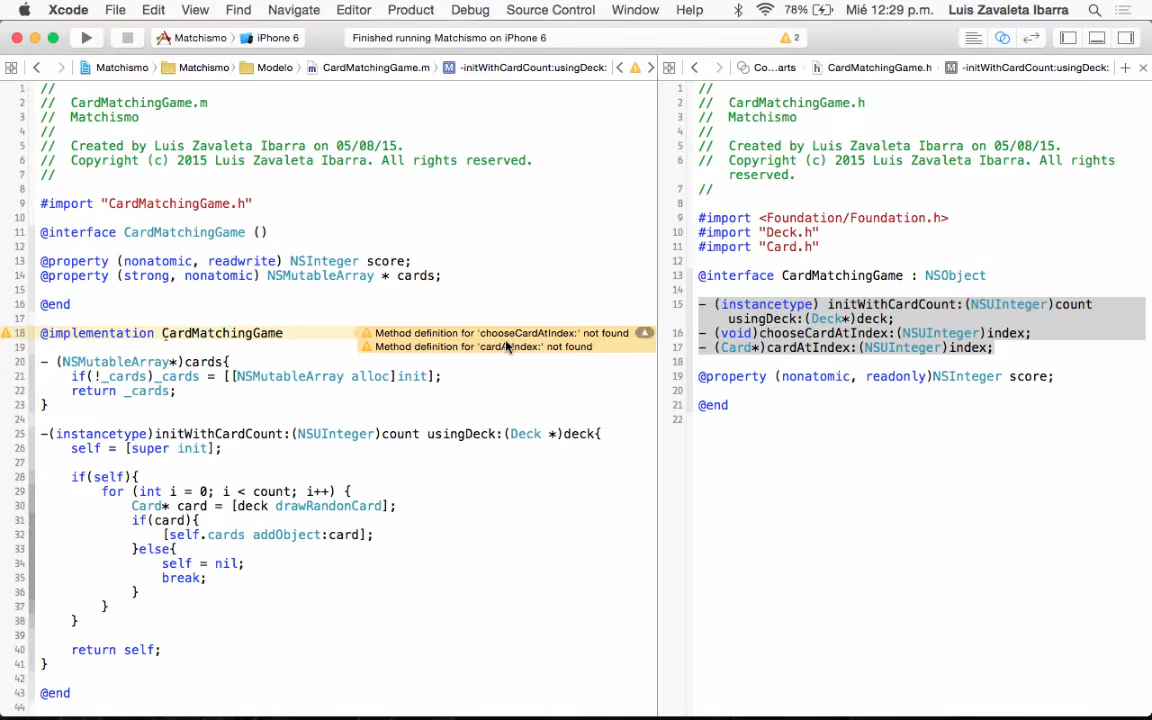 Xcode File Edit View Find Navigate Editor Product Debug Source Control Window Help 78% Mié 12:29 p.m. Luis Zavaleta Ibarra
Matchismo iPhone 6 Finished running Matchismo on iPhone 6 2
Matchismo Matchismo Modelo CardMatchingGame.m -initWithCardCount:usingDeck:
1 //
2 // CardMatchingGame.m
3 // Matchismo
4 //
5 // Created by Luis Zavaleta Ibarra on 05/08/15.
6 // Copyright (c) 2015 Luis Zavaleta Ibarra. All rights reserved.
7 //
8
9 #import "CardMatchingGame.h"
10
11 @interface CardMatchingGame ()
12
13 @property (nonatomic, readwrite) NSInteger score;
14 @property (strong, nonatomic) NSMutableArray * cards;
15
16 @end
17
18 @implementation CardMatchingGame Method definition for 'chooseCardAtIndex:' not found
19 Method definition for 'cardAtIndex:' not found
20 - (NSMutableArray*)cards{
21 if(!_cards)_cards = [[NSMutableArray alloc]init];
22 return _cards;
23 }
24
25 -(instancetype)initWithCardCount:(NSUInteger)count usingDeck:(Deck *)deck{
26 self = [super init];
27
28 if(self){
29 for (int i = 0; i < count; i++) {
30 Card* card = [deck drawRandonCard];
31 if(card){
32 [self.cards addObject:card];
33 }else{
34 self = nil;
35 break;
36 }
37 }
38 }
39
40 return self;
41 }
42
43 @end
44
Co...arts CardMatchingGame.h -initWithCardCount:usingDeck:
1 //
2 // CardMatchingGame.h
3 // Matchismo
4 //
5 // Created by Luis Zavaleta Ibarra on 05/08/15.
6 // Copyright (c) 2015 Luis Zavaleta Ibarra. All rights
reserved.
7 //
8
9 #import <Foundation/Foundation.h>
10 #import "Deck.h"
11 #import "Card.h"
12
13 @interface CardMatchingGame : NSObject
14
15 - (instancetype) initWithCardCount:(NSUInteger)count
usingDeck:(Deck*)deck;
16 - (void)chooseCardAtIndex:(NSUInteger)index;
17 - (Card*)cardAtIndex:(NSUInteger)index;
18
19 @property (nonatomic, readonly)NSInteger score;
20
21 @end
22